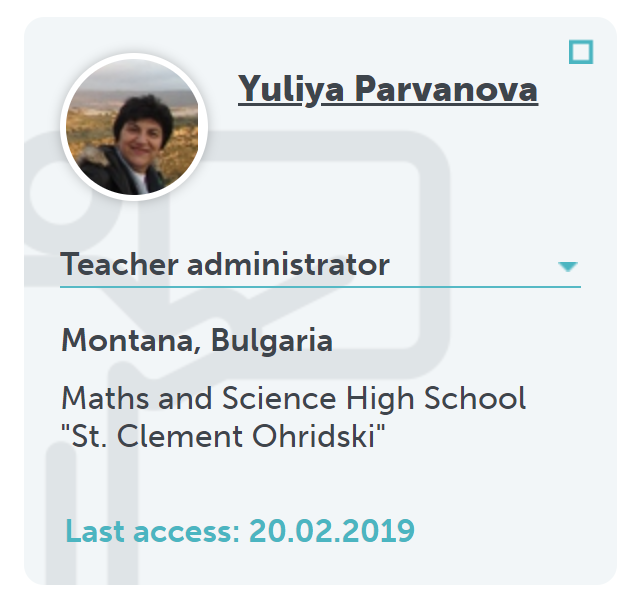 Yuliya Parvanova
Teacher administrator
Montana, Bulgaria
Maths and Science High School
"St. Clement Ohridski"
Last access: 20.02.2019